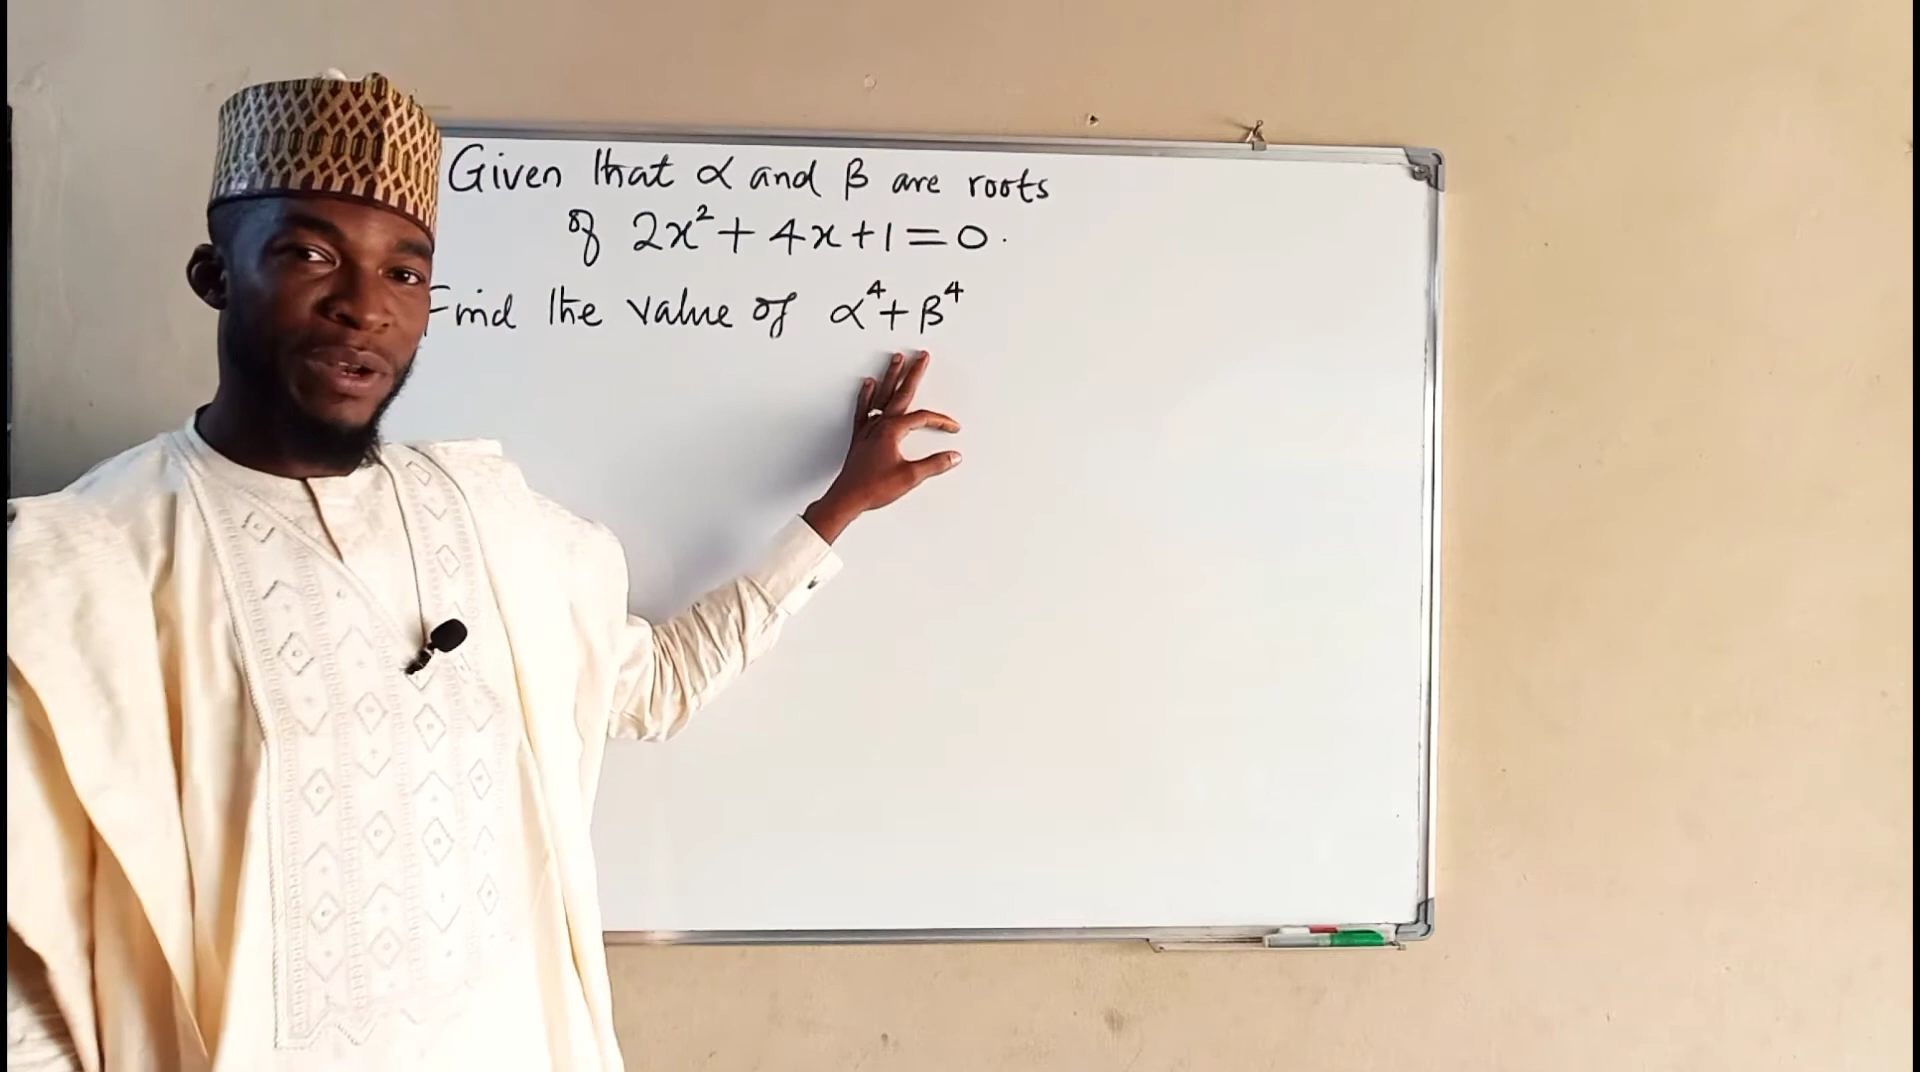 Given that α and β are roots
of 2x² + 4x + 1 = 0.
Find the value of α⁴ + β⁴